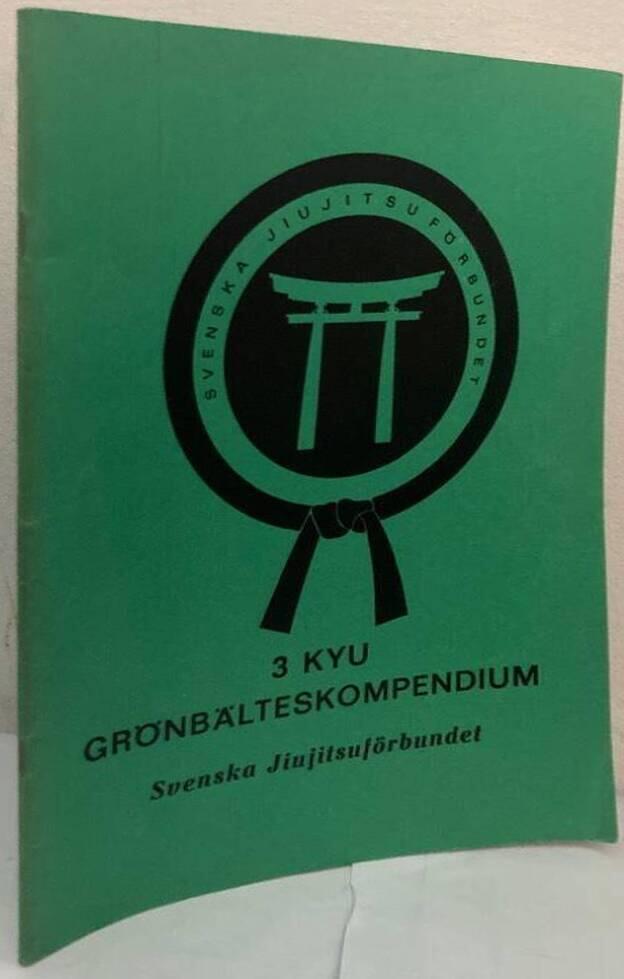 SVENSKA JIUJITSUFÖRBUNDET
3 KYU
GRÖNBÄLTESKOMPENDIUM
Svenska Jiujitsuförbundet